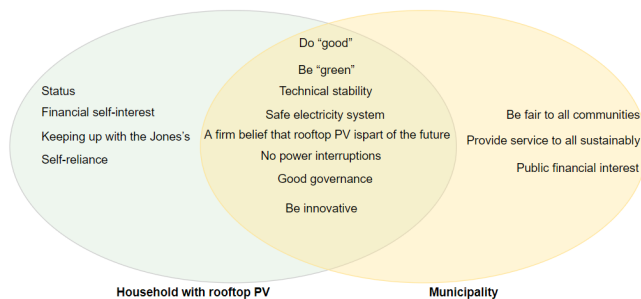 Do “good”
Be “green”
Status
Technical stability
Financial self-interest
Safe electricity system
Be fair to all communities
Keeping up with the Jones's
A firm belief that rooftop PV ispart of the future
Provide service to all sustainably
Self-reliance
No power interruptions
Public financial interest
Good governance
Be innovative
Household with rooftop PV
Municipality